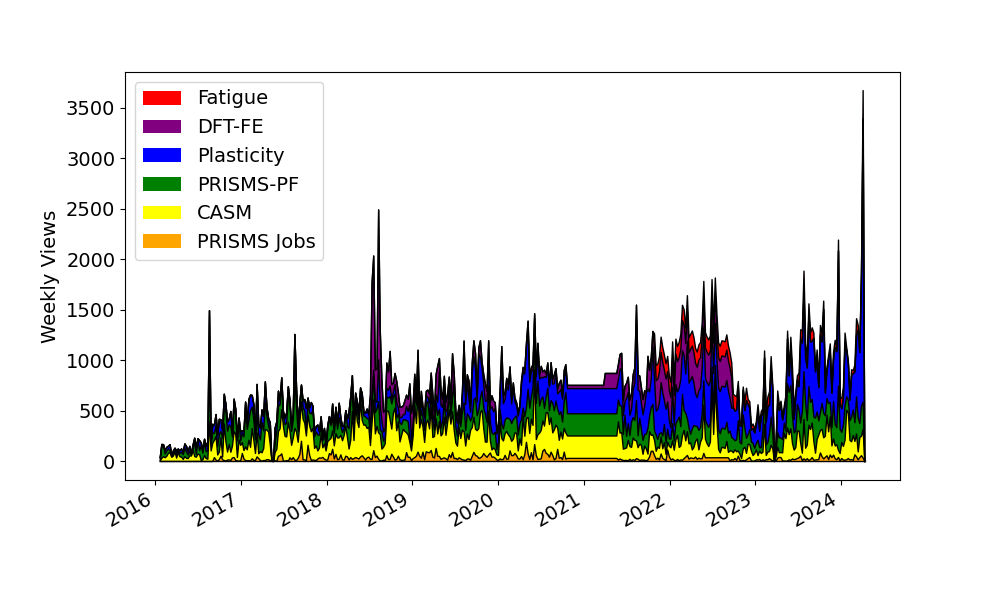 Fatigue
DFT-FE
Plasticity
PRISMS-PF
CASM
PRISMS Jobs
Weekly Views
3500
3000
2500
2000
1500
1000
500
0
2016
2017
2018
2019
2020
2021
2022
2023
2024